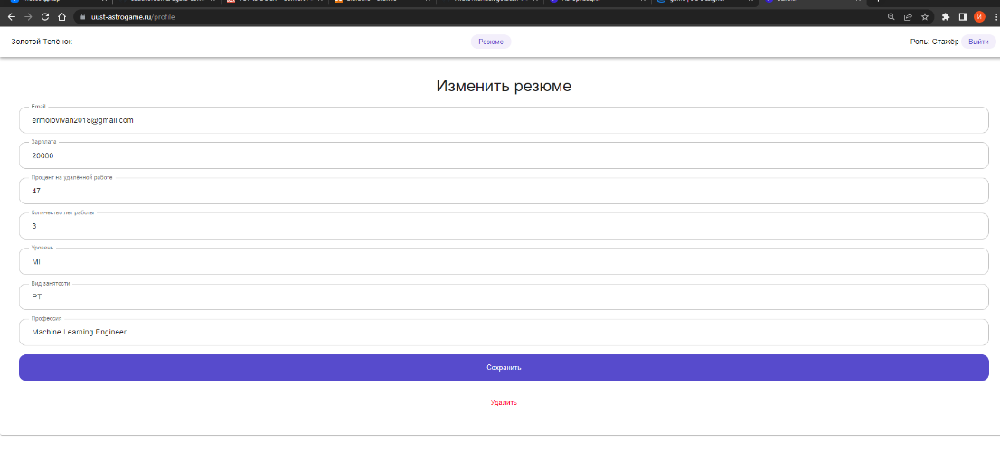 uust-astrogame.ru/profile
И
Золотой Телёнок
Резюме
Роль: Стажёр
Выйти
Изменить резюме
Email
ermolovivan2018@gmail.com
Зарплата
20000
Процент на удалённой работе
47
Количество лет работы
3
Уровень
MI
Вид занятости
PT
Профессия
Machine Learning Engineer
Сохранить
Удалить